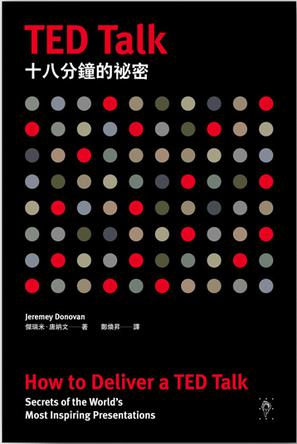 TED Talk
十八分鐘的祕密
Jeremey Donovan
傑瑞米·唐納文──著 鄭煥昇──譯
How to Deliver a TED Talk
Secrets of the World's
Most Inspiring Presentations